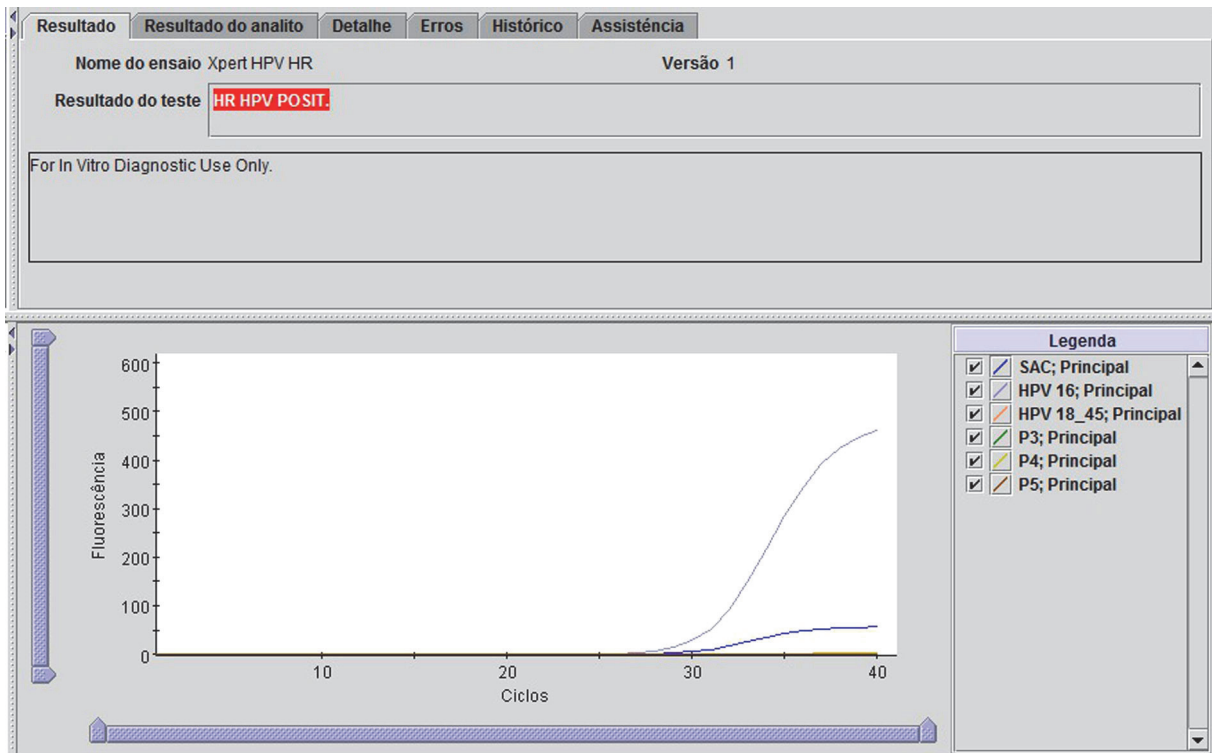 Resultado Resultado do analito Detalhe Erros Histórico Assisténcia
Nome do ensaio Xpert HPV HR Versão 1
Resultado do teste HR HPV POSIT.
For In Vitro Diagnostic Use Only.
Legenda
SAC; Principal
HPV 16; Principal
HPV 18_45; Principal
P3; Principal
P4; Principal
P5; Principal
600
500
400
300
200
100
0
Fluorescência
10 20 30 40
Ciclos